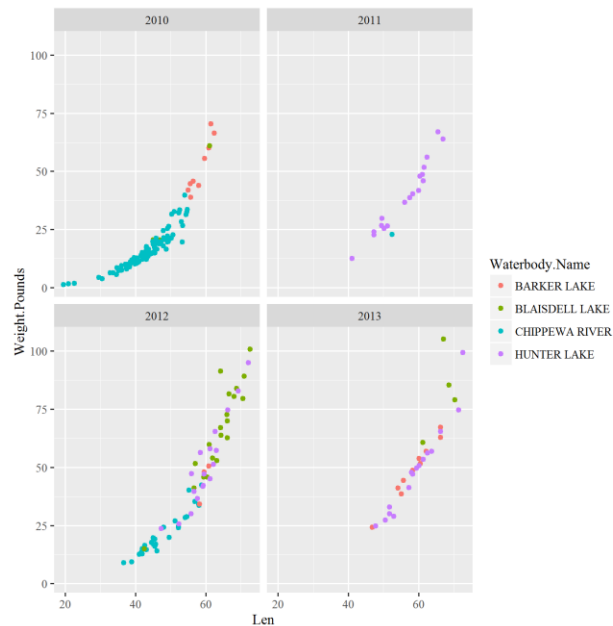 2010 2011
100
75
50
25
0
Weight.Pounds
Waterbody.Name
BARKER LAKE
BLAISDELL LAKE
CHIPPEWA RIVER
HUNTER LAKE
2012 2013
100
75
50
25
0
20 40 60 20 40 60
Len